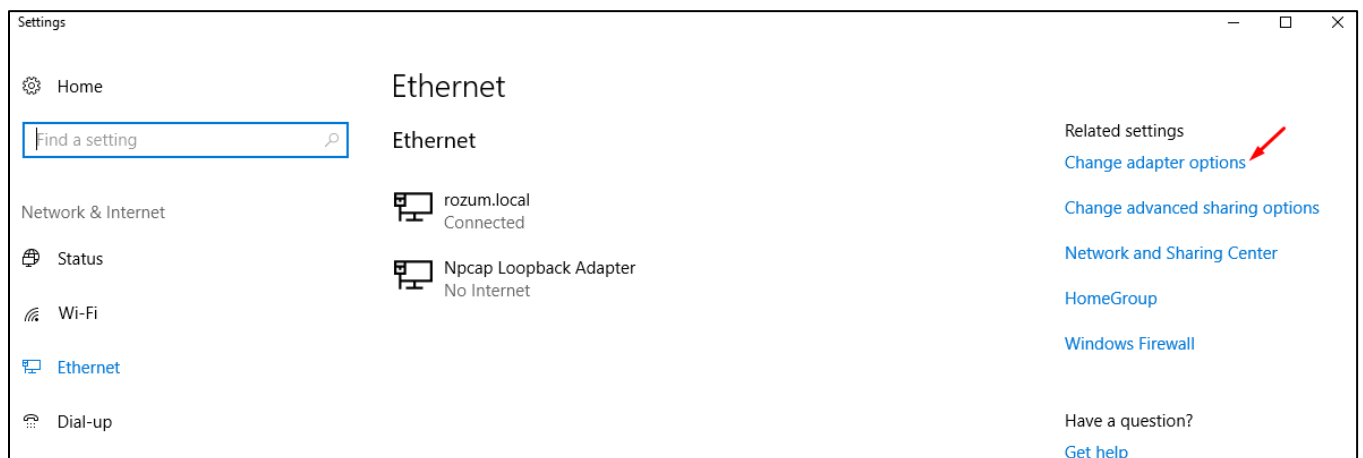 Settings
Home
Find a setting
Network & Internet
Status
Wi-Fi
Ethernet
Dial-up
Ethernet
Ethernet
rozum.local
Connected
Npcap Loopback Adapter
No Internet
Related settings
Change adapter options
Change advanced sharing options
Network and Sharing Center
HomeGroup
Windows Firewall
Have a question?
Get help